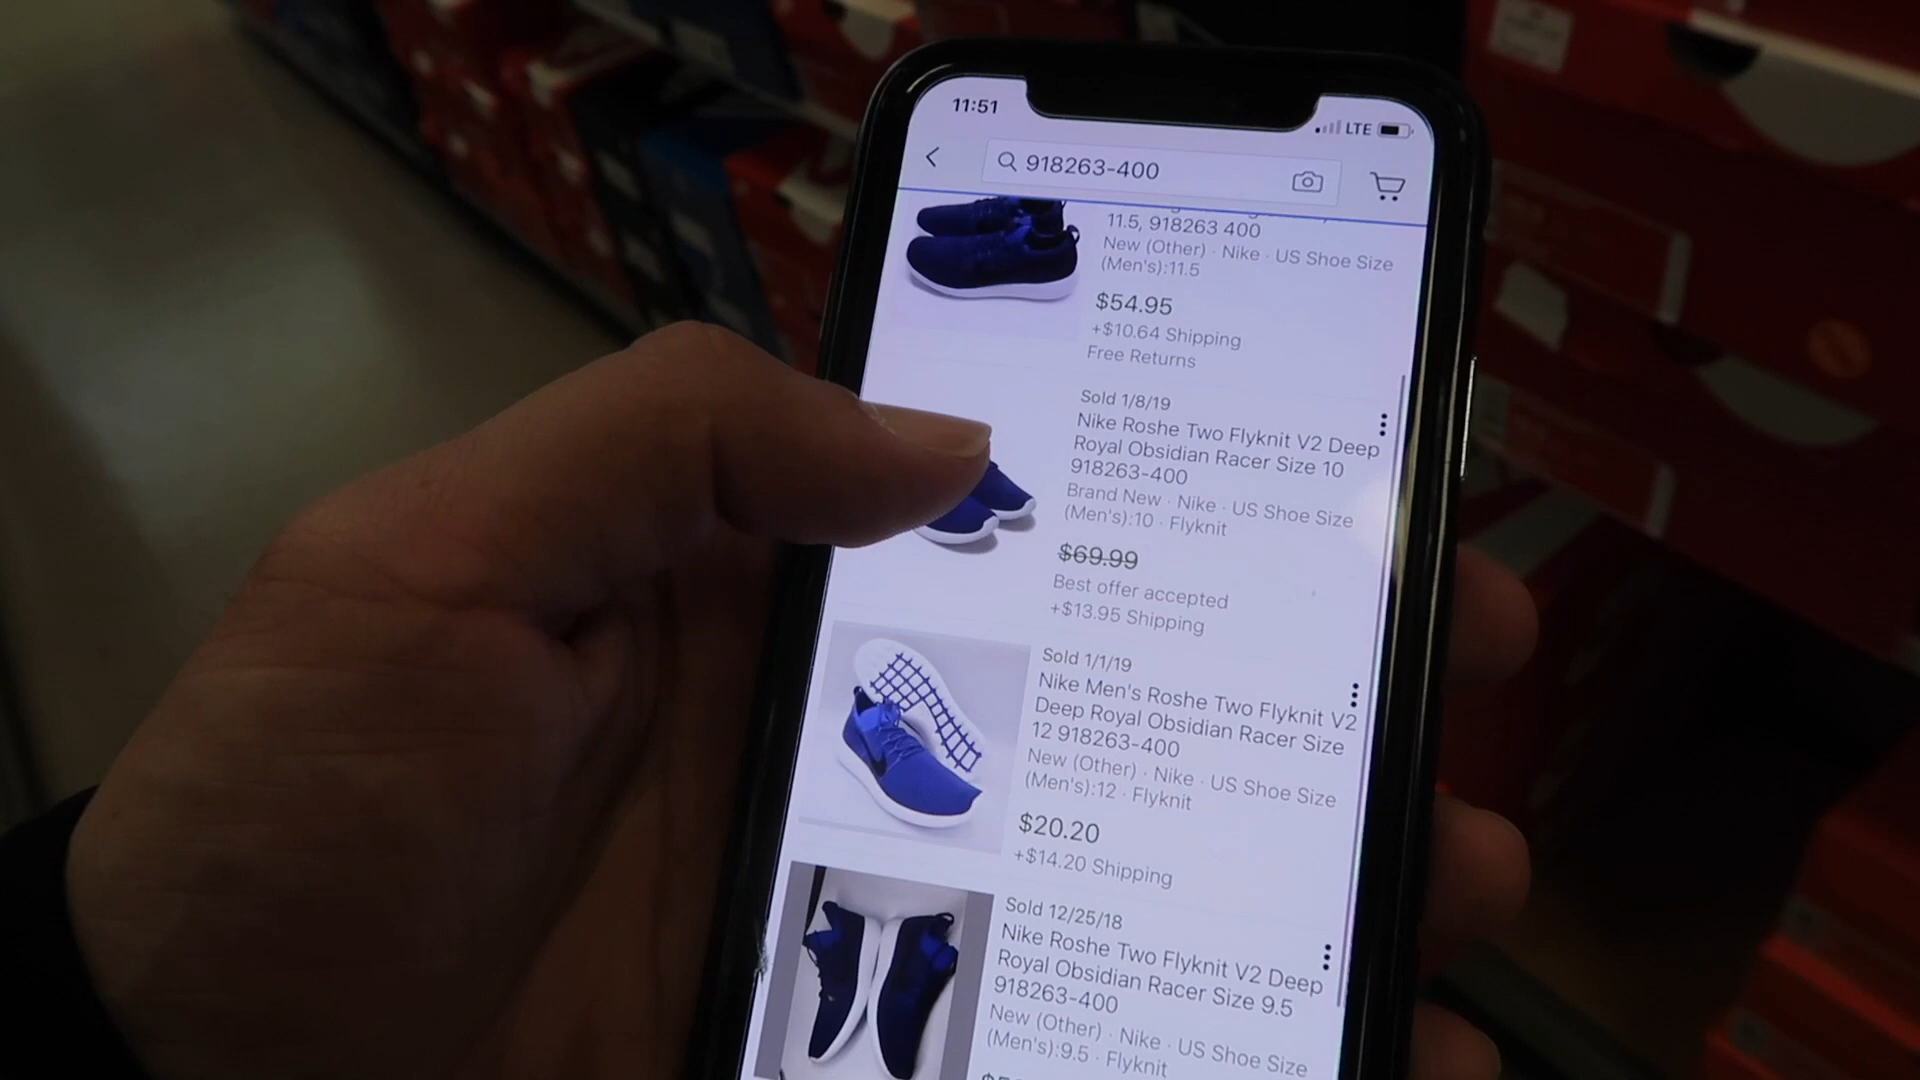 11:51
LTE
918263-400
11.5, 918263 400
New (Other) · Nike · US Shoe Size
(Men's):11.5
$54.95
+$10.64 Shipping
Free Returns
Sold 1/8/19
Nike Roshe Two Flyknit V2 Deep
Royal Obsidian Racer Size 10
918263-400
Brand New · Nike · US Shoe Size
(Men's):10 · Flyknit
$69.99
Best offer accepted
+$13.95 Shipping
Sold 1/1/19
Nike Men's Roshe Two Flyknit V2
Deep Royal Obsidian Racer Size
12 918263-400
New (Other) · Nike · US Shoe Size
(Men's):12 · Flyknit
$20.20
+$14.20 Shipping
Sold 12/25/18
Nike Roshe Two Flyknit V2 Deep
Royal Obsidian Racer Size 9.5
918263-400
New (Other) · Nike · US Shoe Size
(Men's):9.5 · Flyknit